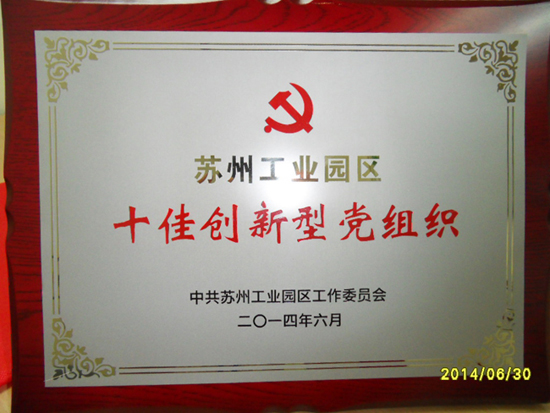 苏州工业园区
十佳创新型党组织
中共苏州工业园区工作委员会
二〇一四年六月
2014/06/30